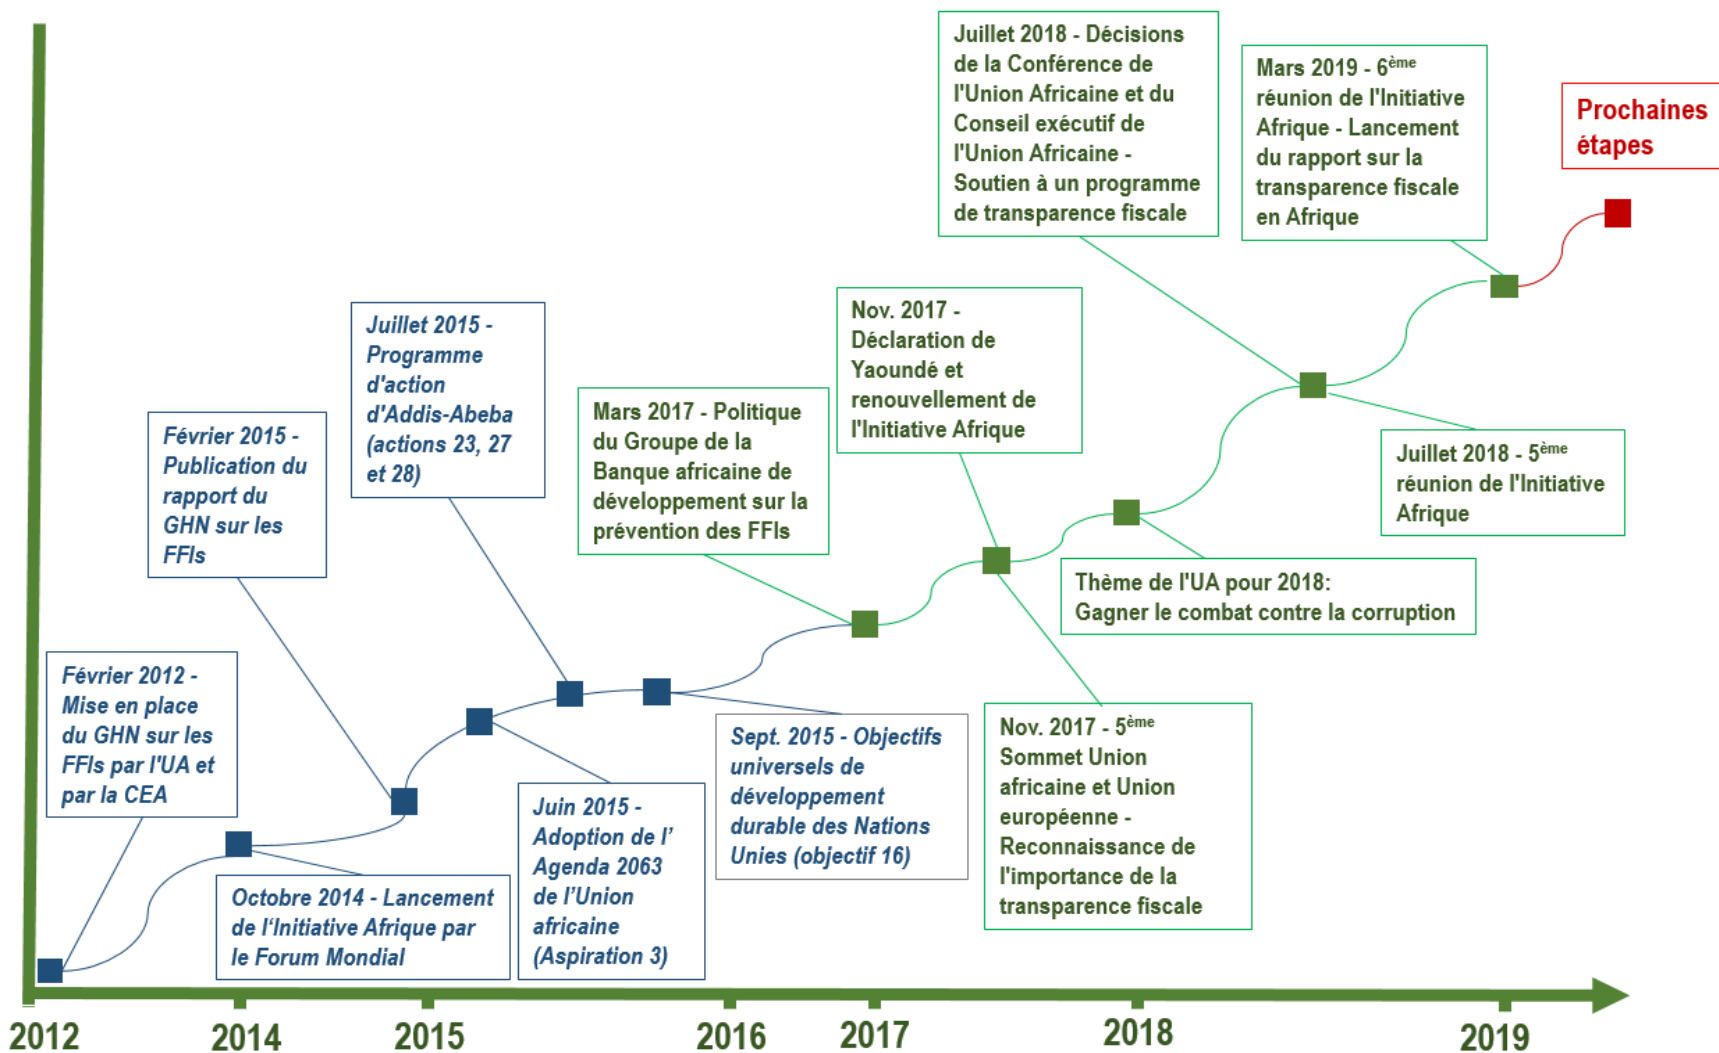 Juillet 2018 - Décisions
de la Conférence de
l'Union Africaine et du
Conseil exécutif de
l'Union Africaine -
Soutien à un programme
de transparence fiscale
Mars 2019 - 6ème
réunion de l'Initiative
Afrique - Lancement
du rapport sur la
transparence fiscale
en Afrique
Prochaines
étapes
Juillet 2015 -
Programme
d'action
d'Addis-Abeba
(actions 23, 27
et 28)
Nov. 2017 -
Déclaration de
Yaoundé et
renouvellement de
l'Initiative Afrique
Mars 2017 - Politique
du Groupe de la
Banque africaine de
développement sur la
prévention des FFIs
Février 2015 -
Publication du
rapport du
GHN sur les
FFIs
Juillet 2018 - 5ème
réunion de l'Initiative
Afrique
Thème de l'UA pour 2018:
Gagner le combat contre la corruption
Février 2012 -
Mise en place
du GHN sur les
FFIs par l'UA et
par la CEA
Sept. 2015 - Objectifs
universels de
développement
durable des Nations
Unies (objectif 16)
Nov. 2017 - 5ème
Sommet Union
africaine et Union
européenne -
Reconnaissance de
l'importance de la
transparence fiscale
Juin 2015 -
Adoption de l’
Agenda 2063
de l’Union
africaine
(Aspiration 3)
Octobre 2014 - Lancement
de l‘Initiative Afrique par
le Forum Mondial
2012 2014 2015 2016 2017 2018 2019